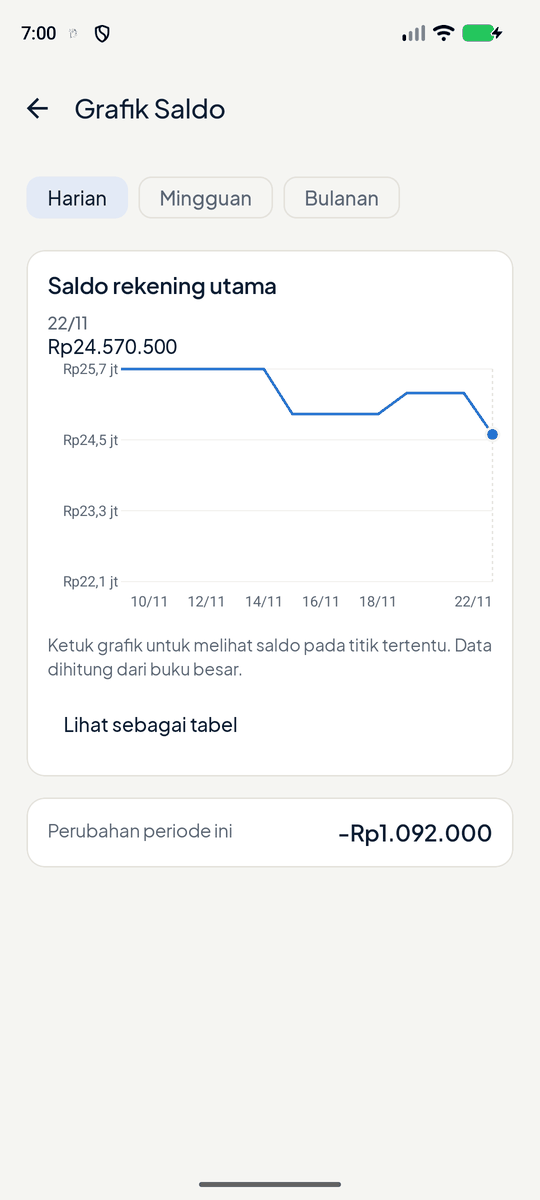 7:00
Grafik Saldo
Harian
Mingguan
Bulanan
Saldo rekening utama
22/11
Rp24.570.500
Rp25,7 jt
Rp24,5 jt
Rp23,3 jt
Rp22,1 jt
10/11 12/11 14/11 16/11 18/11 22/11
Ketuk grafik untuk melihat saldo pada titik tertentu. Data
dihitung dari buku besar.
Lihat sebagai tabel
Perubahan periode ini
-Rp1.092.000